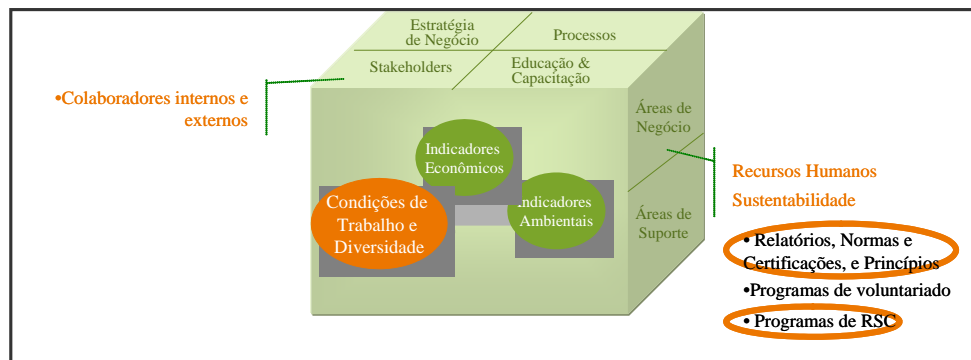 Estratégia
de Negócio
Processos
Stakeholders
Educação &
Capacitação
•Colaboradores internos e
externos
Áreas de
Negócio
Indicadores
Econômicos
Recursos Humanos
Sustentabilidade
Condições de
Trabalho e
Diversidade
Indicadores
Ambientais
Áreas de
Suporte
• Relatórios, Normas e
Certificações, e Princípios
•Programas de voluntariado
• Programas de RSC